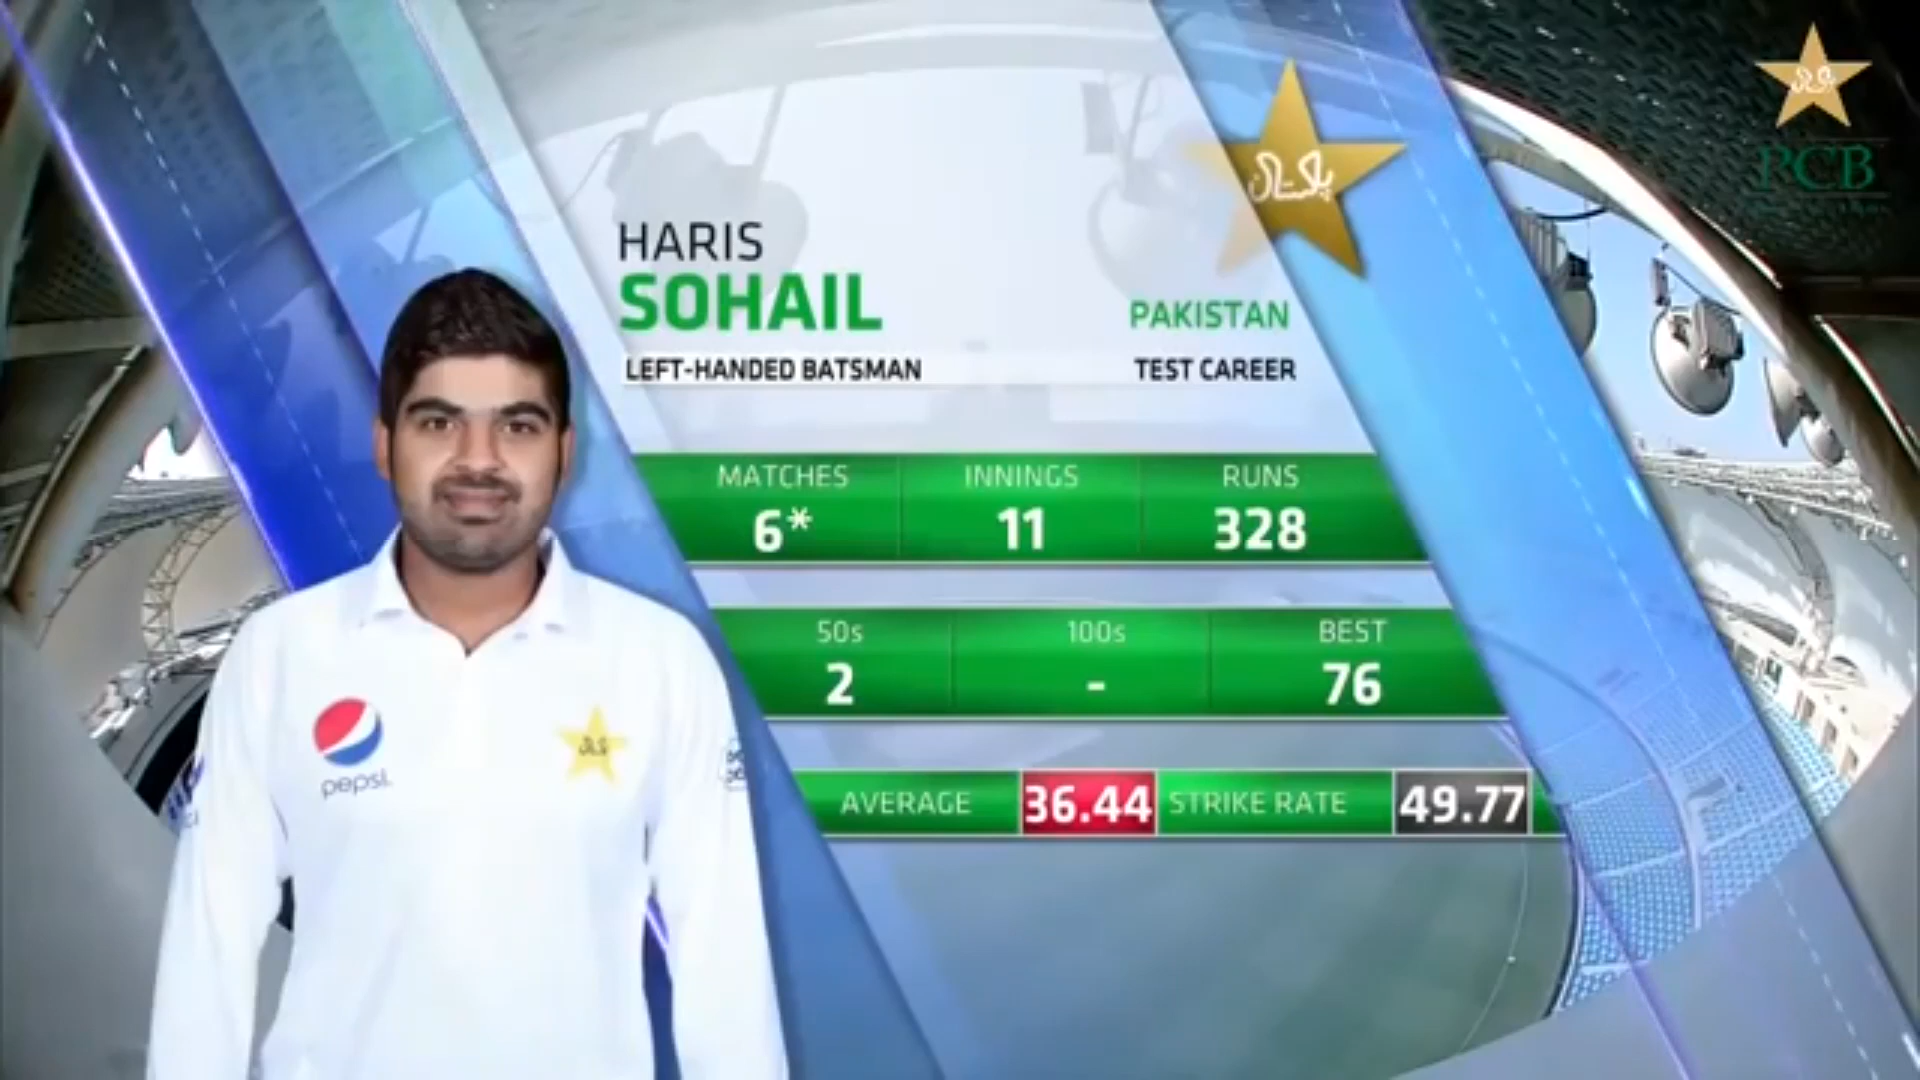 PCB
پاکستان
HARIS
SOHAIL
PAKISTAN
LEFT-HANDED BATSMAN
TEST CAREER
MATCHES INNINGS RUNS
6* 11 328
50s 100s BEST
2 - 76
AVERAGE 36.44 STRIKE RATE 49.77
pepsi